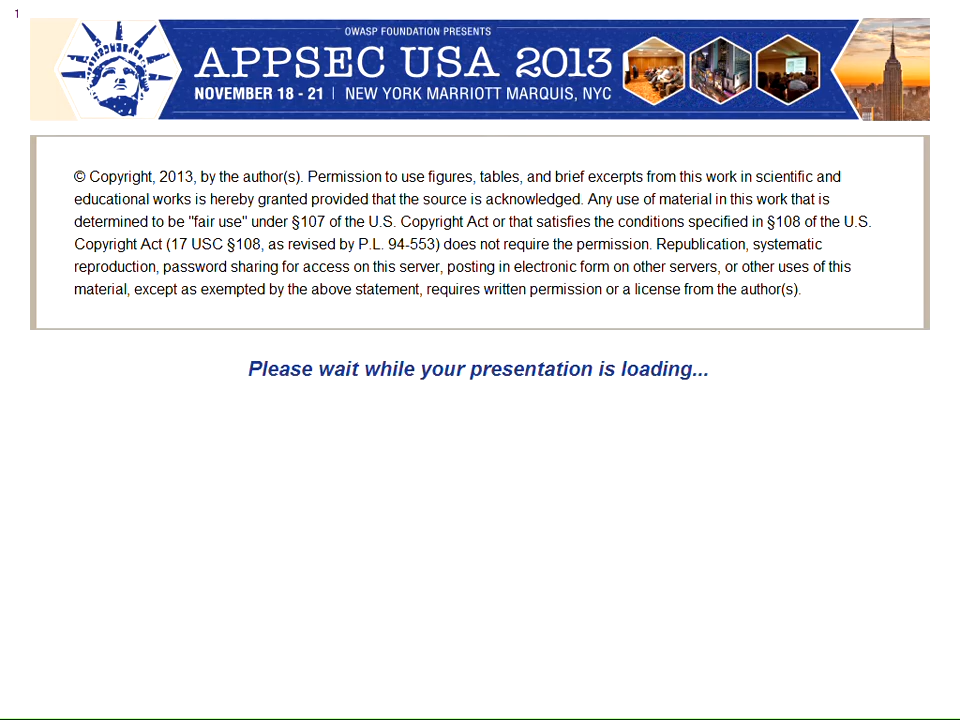 1
OWASP FOUNDATION PRESENTS
APPSEC USA 2013
NOVEMBER 18 - 21 | NEW YORK MARRIOTT MARQUIS, NYC
© Copyright, 2013, by the author(s). Permission to use figures, tables, and brief excerpts from this work in scientific and
educational works is hereby granted provided that the source is acknowledged. Any use of material in this work that is
determined to be "fair use" under §107 of the U.S. Copyright Act or that satisfies the conditions specified in §108 of the U.S.
Copyright Act (17 USC §108, as revised by P.L. 94-553) does not require the permission. Republication, systematic
reproduction, password sharing for access on this server, posting in electronic form on other servers, or other uses of this
material, except as exempted by the above statement, requires written permission or a license from the author(s).
Please wait while your presentation is loading...